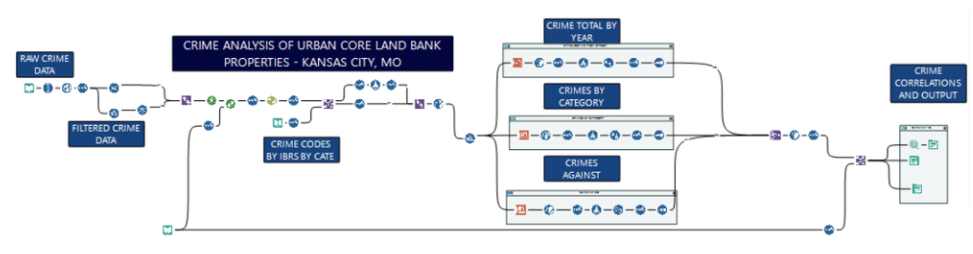 CRIME TOTAL BY
YEAR
CRIME ANALYSIS OF URBAN CORE LAND BANK
PROPERTIES - KANSAS CITY, MO
RAW CRIME
DATA
FILTERED CRIME
DATA
CRIME CODES
BY IBRS BY CATE
CRIMES BY
CATEGORY
CRIMES
AGAINST
CRIME
CORRELATIONS
AND OUTPUT